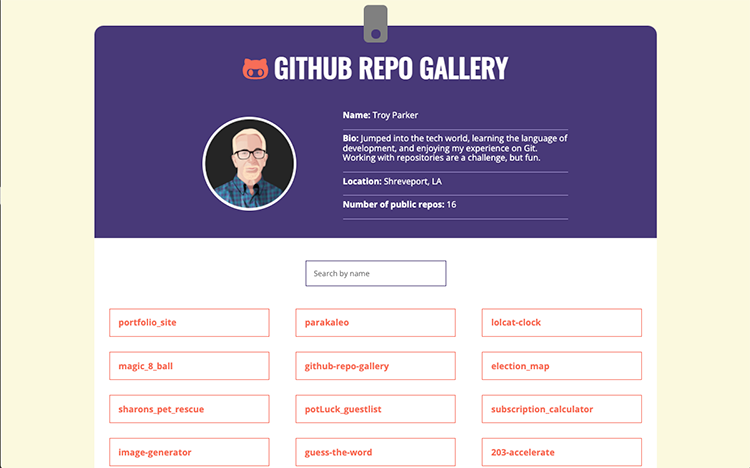 GITHUB REPO GALLERY
Name: Troy Parker
Bio: Jumped into the tech world, learning the language of
development, and enjoying my experience on Git.
Working with repositories are a challenge, but fun.
Location: Shreveport, LA
Number of public repos: 16
Search by name
portfolio_site
parakaleo
lolcat-clock
magic_8_ball
github-repo-gallery
election_map
sharons_pet_rescue
potLuck_guestlist
subscription_calculator
image-generator
guess-the-word
203-accelerate